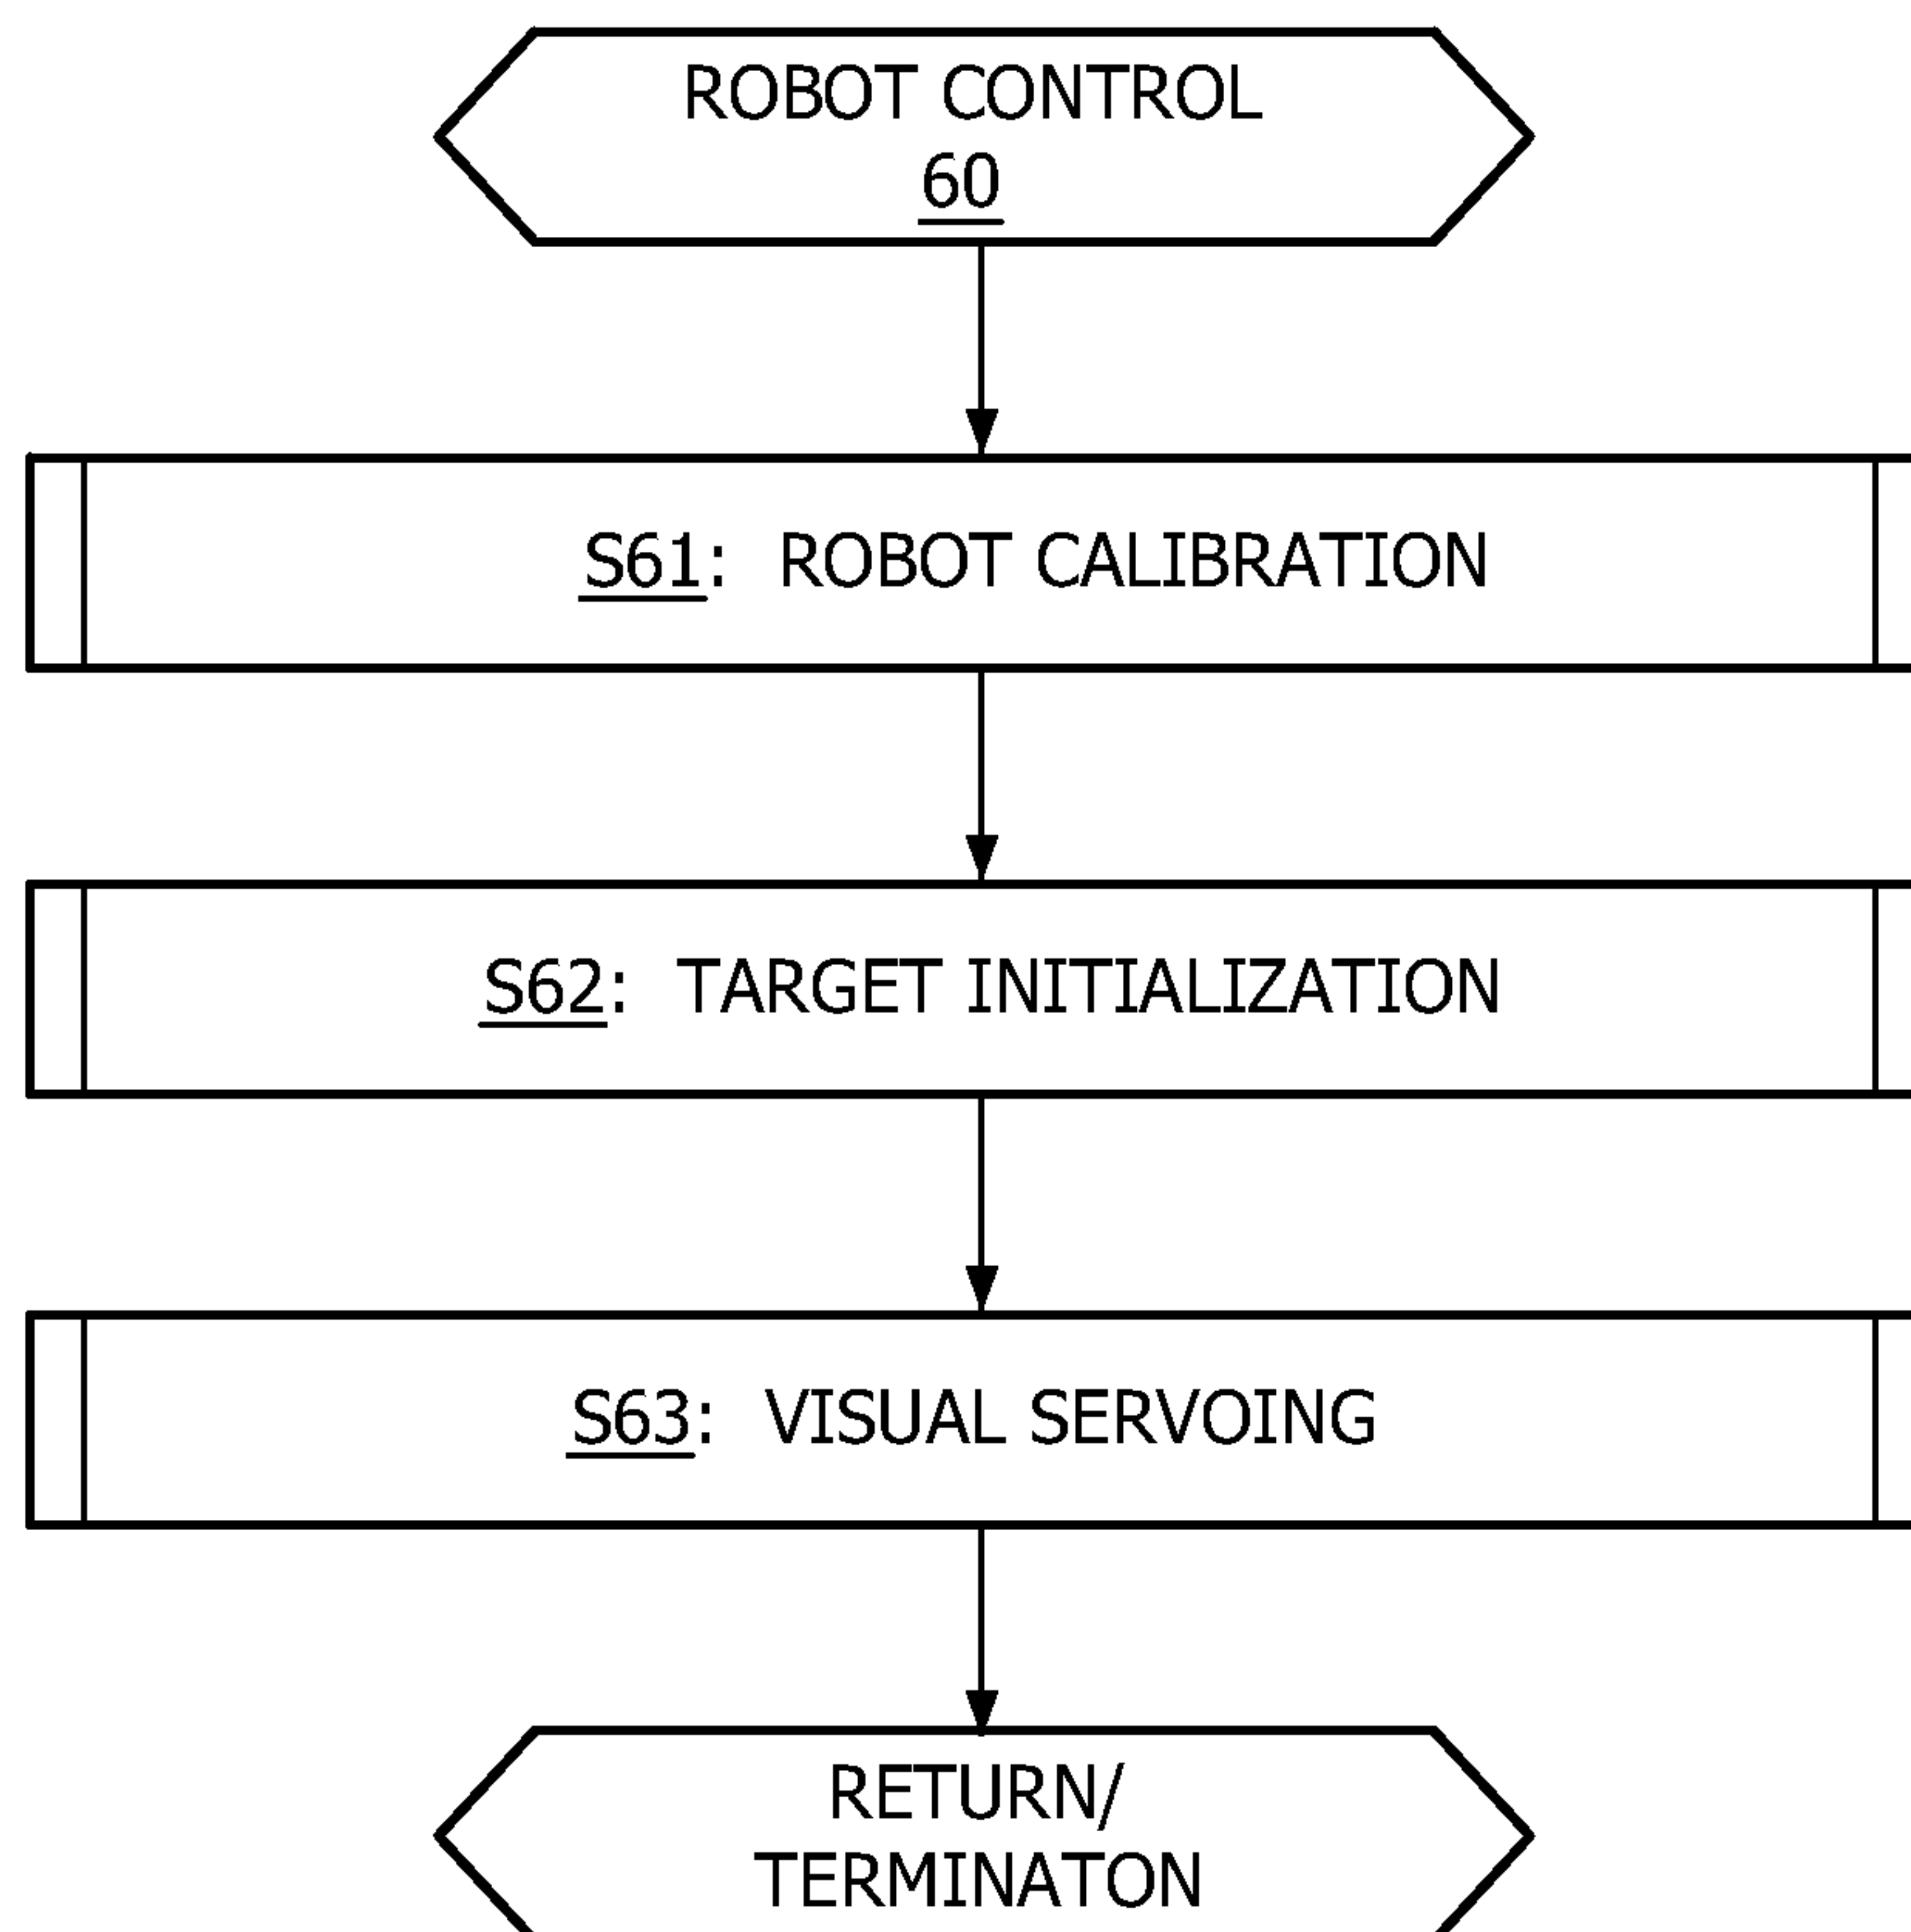 ROBOT CONTROL
60
S61: ROBOT CALIBRATION
S62: TARGET INITIALIZATION
S63: VISUAL SERVOING
RETURN/
TERMINATON